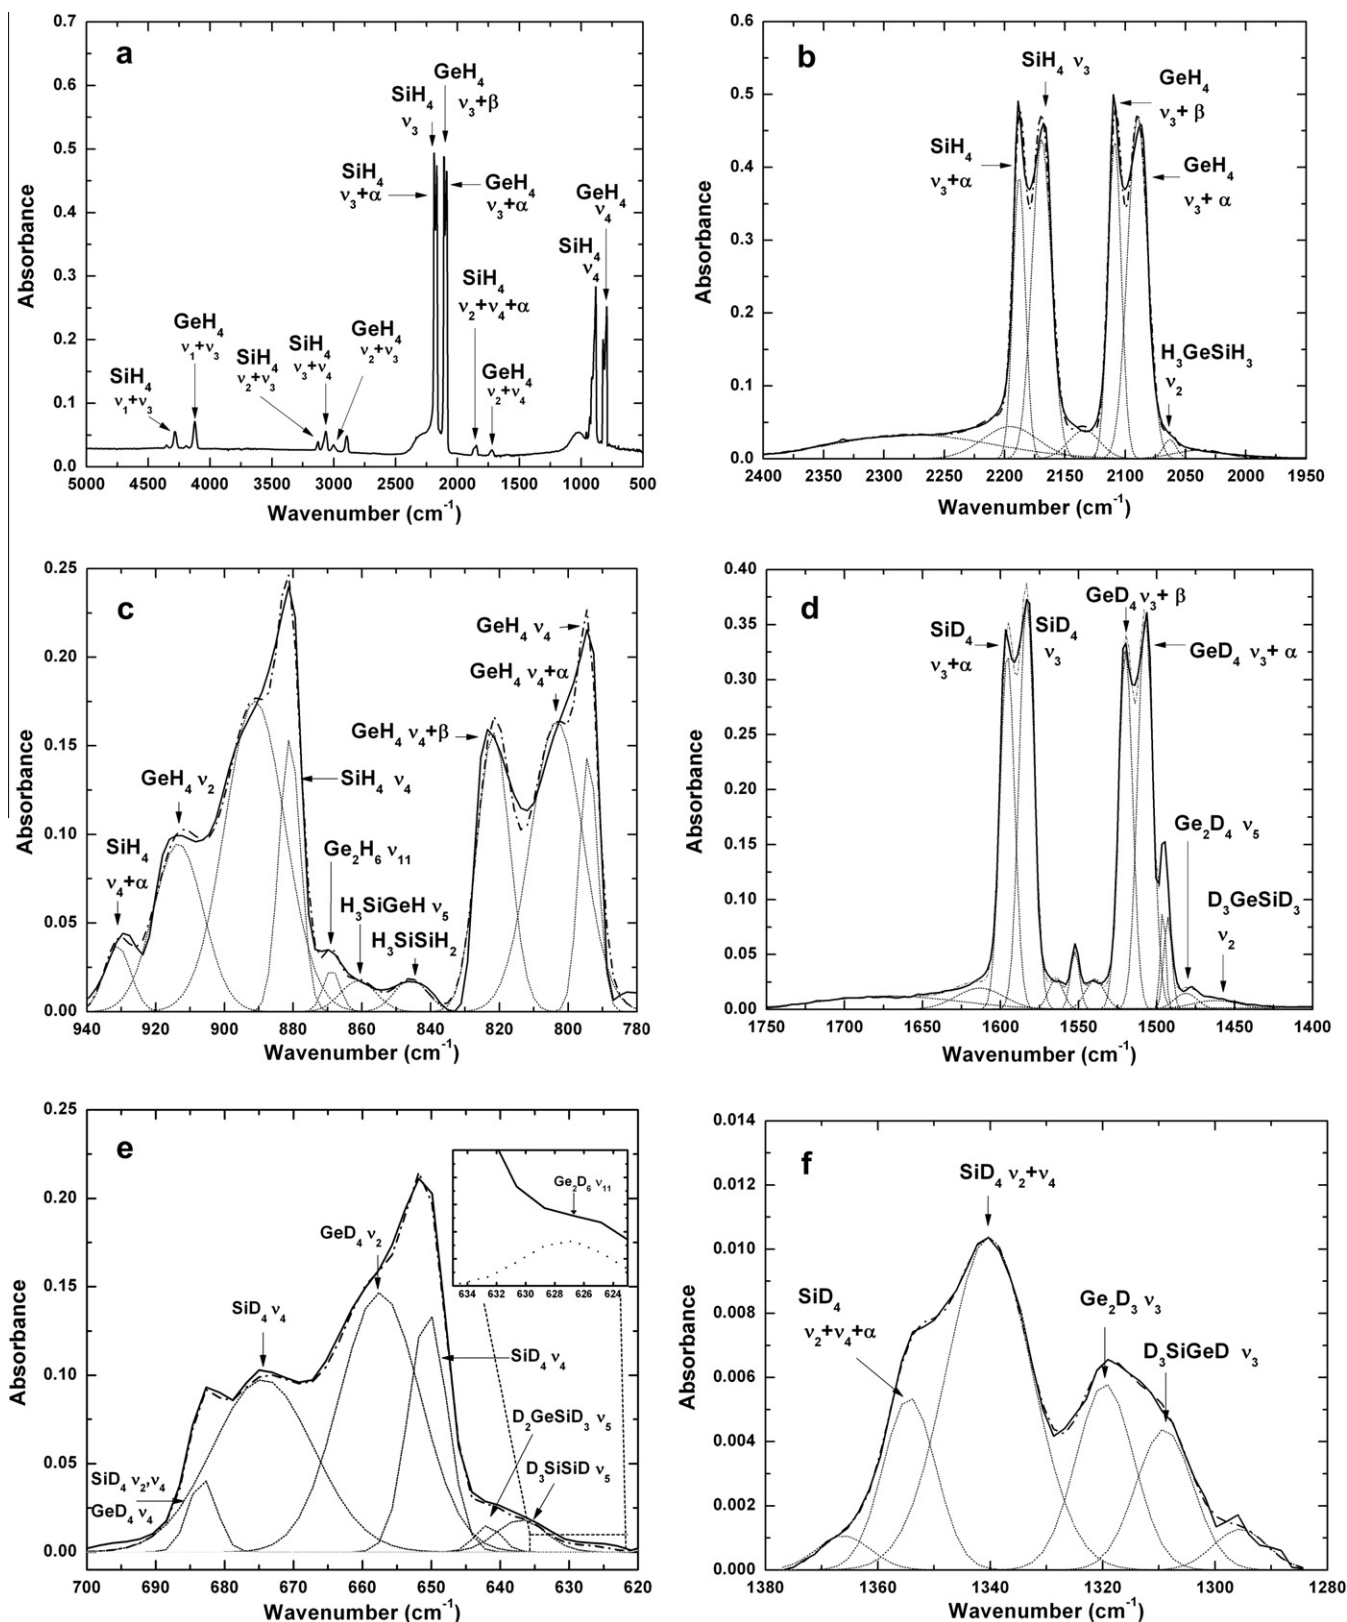 a
Absorbance
0.7
0.6
0.5
0.4
0.3
0.2
0.1
0.0
SiH4
ν1+ν3
GeH4
ν1+ν3
SiH4
ν2+ν3
SiH4
ν3+ν4
GeH4
ν2+ν3
SiH4
ν3+α
SiH4
ν3
GeH4
ν3+β
GeH4
ν3+α
SiH4
ν2+ν4+α
GeH4
ν2+ν4
SiH4
ν4
GeH4
ν4
5000 4500 4000 3500 3000 2500 2000 1500 1000 500
Wavenumber (cm-1)
b
Absorbance
0.6
0.5
0.4
0.3
0.2
0.1
0.0
SiH4 ν3
SiH4
ν3+α
GeH4
ν3+ β
GeH4
ν3+ α
H3GeSiH3
ν2
2400 2350 2300 2250 2200 2150 2100 2050 2000 1950
Wavenumber (cm-1)
c
Absorbance
0.25
0.20
0.15
0.10
0.05
0.00
SiH4
ν4+α
GeH4 ν2
SiH4 ν4
Ge2H6 ν11
H3SiGeH ν5
H3SiSiH2
GeH4 ν4+β
GeH4 ν4+α
GeH4 ν4
940 920 900 880 860 840 820 800 780
Wavenumber (cm-1)
d
Absorbance
0.40
0.35
0.30
0.25
0.20
0.15
0.10
0.05
0.00
SiD4
ν3+α
SiD4
ν3
GeD4 ν3+ β
GeD4 ν3+ α
Ge2D4 ν5
D3GeSiD3
ν2
1750 1700 1650 1600 1550 1500 1450 1400
Wavenumber (cm-1)
e
Absorbance
0.25
0.20
0.15
0.10
0.05
0.00
SiD4 ν2,ν4
GeD4 ν4
SiD4 ν4
GeD4 ν2
SiD4 ν4
D2GeSiD3 ν5
D3SiSiD ν5
Ge2D6 ν11
634 632 630 628 626 624
700 690 680 670 660 650 640 630 620
Wavenumber (cm-1)
f
Absorbance
0.014
0.012
0.010
0.008
0.006
0.004
0.002
0.000
SiD4
ν2+ν4+α
SiD4 ν2+ν4
Ge2D3 ν3
D3SiGeD ν3
1380 1360 1340 1320 1300 1280
Wavenumber (cm-1)